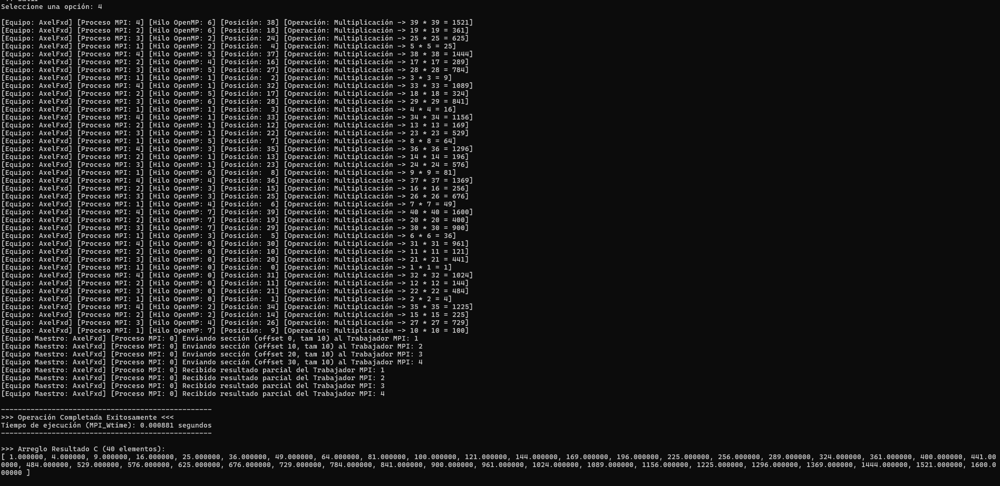 Seleccione una opción: 4
[Equipo: AxelFxd] [Proceso MPI: 4] [Hilo OpenMP: 6] [Posición: 38] [Operación: Multiplicación -> 39 * 39 = 1521]
[Equipo: AxelFxd] [Proceso MPI: 2] [Hilo OpenMP: 6] [Posición: 18] [Operación: Multiplicación -> 19 * 19 = 361]
[Equipo: AxelFxd] [Proceso MPI: 3] [Hilo OpenMP: 2] [Posición: 24] [Operación: Multiplicación -> 25 * 25 = 625]
[Equipo: AxelFxd] [Proceso MPI: 1] [Hilo OpenMP: 2] [Posición:  4] [Operación: Multiplicación -> 5 * 5 = 25]
[Equipo: AxelFxd] [Proceso MPI: 4] [Hilo OpenMP: 5] [Posición: 37] [Operación: Multiplicación -> 38 * 38 = 1444]
[Equipo: AxelFxd] [Proceso MPI: 2] [Hilo OpenMP: 4] [Posición: 16] [Operación: Multiplicación -> 17 * 17 = 289]
[Equipo: AxelFxd] [Proceso MPI: 3] [Hilo OpenMP: 5] [Posición: 27] [Operación: Multiplicación -> 28 * 28 = 784]
[Equipo: AxelFxd] [Proceso MPI: 1] [Hilo OpenMP: 1] [Posición:  2] [Operación: Multiplicación -> 3 * 3 = 9]
[Equipo: AxelFxd] [Proceso MPI: 4] [Hilo OpenMP: 1] [Posición: 32] [Operación: Multiplicación -> 33 * 33 = 1089]
[Equipo: AxelFxd] [Proceso MPI: 2] [Hilo OpenMP: 5] [Posición: 17] [Operación: Multiplicación -> 18 * 18 = 324]
[Equipo: AxelFxd] [Proceso MPI: 3] [Hilo OpenMP: 6] [Posición: 28] [Operación: Multiplicación -> 29 * 29 = 841]
[Equipo: AxelFxd] [Proceso MPI: 1] [Hilo OpenMP: 1] [Posición:  3] [Operación: Multiplicación -> 4 * 4 = 16]
[Equipo: AxelFxd] [Proceso MPI: 4] [Hilo OpenMP: 1] [Posición: 33] [Operación: Multiplicación -> 34 * 34 = 1156]
[Equipo: AxelFxd] [Proceso MPI: 2] [Hilo OpenMP: 1] [Posición: 12] [Operación: Multiplicación -> 13 * 13 = 169]
[Equipo: AxelFxd] [Proceso MPI: 3] [Hilo OpenMP: 1] [Posición: 22] [Operación: Multiplicación -> 23 * 23 = 529]
[Equipo: AxelFxd] [Proceso MPI: 1] [Hilo OpenMP: 5] [Posición:  7] [Operación: Multiplicación -> 8 * 8 = 64]
[Equipo: AxelFxd] [Proceso MPI: 4] [Hilo OpenMP: 3] [Posición: 35] [Operación: Multiplicación -> 36 * 36 = 1296]
[Equipo: AxelFxd] [Proceso MPI: 2] [Hilo OpenMP: 1] [Posición: 13] [Operación: Multiplicación -> 14 * 14 = 196]
[Equipo: AxelFxd] [Proceso MPI: 3] [Hilo OpenMP: 1] [Posición: 23] [Operación: Multiplicación -> 24 * 24 = 576]
[Equipo: AxelFxd] [Proceso MPI: 1] [Hilo OpenMP: 6] [Posición:  8] [Operación: Multiplicación -> 9 * 9 = 81]
[Equipo: AxelFxd] [Proceso MPI: 4] [Hilo OpenMP: 4] [Posición: 36] [Operación: Multiplicación -> 37 * 37 = 1369]
[Equipo: AxelFxd] [Proceso MPI: 2] [Hilo OpenMP: 3] [Posición: 15] [Operación: Multiplicación -> 16 * 16 = 256]
[Equipo: AxelFxd] [Proceso MPI: 3] [Hilo OpenMP: 3] [Posición: 25] [Operación: Multiplicación -> 26 * 26 = 676]
[Equipo: AxelFxd] [Proceso MPI: 1] [Hilo OpenMP: 4] [Posición:  6] [Operación: Multiplicación -> 7 * 7 = 49]
[Equipo: AxelFxd] [Proceso MPI: 4] [Hilo OpenMP: 7] [Posición: 39] [Operación: Multiplicación -> 40 * 40 = 1600]
[Equipo: AxelFxd] [Proceso MPI: 2] [Hilo OpenMP: 7] [Posición: 19] [Operación: Multiplicación -> 20 * 20 = 400]
[Equipo: AxelFxd] [Proceso MPI: 3] [Hilo OpenMP: 7] [Posición: 29] [Operación: Multiplicación -> 30 * 30 = 900]
[Equipo: AxelFxd] [Proceso MPI: 1] [Hilo OpenMP: 3] [Posición:  5] [Operación: Multiplicación -> 6 * 6 = 36]
[Equipo: AxelFxd] [Proceso MPI: 4] [Hilo OpenMP: 0] [Posición: 30] [Operación: Multiplicación -> 31 * 31 = 961]
[Equipo: AxelFxd] [Proceso MPI: 2] [Hilo OpenMP: 0] [Posición: 10] [Operación: Multiplicación -> 11 * 11 = 121]
[Equipo: AxelFxd] [Proceso MPI: 3] [Hilo OpenMP: 0] [Posición: 20] [Operación: Multiplicación -> 21 * 21 = 441]
[Equipo: AxelFxd] [Proceso MPI: 1] [Hilo OpenMP: 0] [Posición:  0] [Operación: Multiplicación -> 1 * 1 = 1]
[Equipo: AxelFxd] [Proceso MPI: 4] [Hilo OpenMP: 0] [Posición: 31] [Operación: Multiplicación -> 32 * 32 = 1024]
[Equipo: AxelFxd] [Proceso MPI: 2] [Hilo OpenMP: 0] [Posición: 11] [Operación: Multiplicación -> 12 * 12 = 144]
[Equipo: AxelFxd] [Proceso MPI: 3] [Hilo OpenMP: 0] [Posición: 21] [Operación: Multiplicación -> 22 * 22 = 484]
[Equipo: AxelFxd] [Proceso MPI: 1] [Hilo OpenMP: 0] [Posición:  1] [Operación: Multiplicación -> 2 * 2 = 4]
[Equipo: AxelFxd] [Proceso MPI: 4] [Hilo OpenMP: 2] [Posición: 34] [Operación: Multiplicación -> 35 * 35 = 1225]
[Equipo: AxelFxd] [Proceso MPI: 2] [Hilo OpenMP: 2] [Posición: 14] [Operación: Multiplicación -> 15 * 15 = 225]
[Equipo: AxelFxd] [Proceso MPI: 3] [Hilo OpenMP: 4] [Posición: 26] [Operación: Multiplicación -> 27 * 27 = 729]
[Equipo: AxelFxd] [Proceso MPI: 1] [Hilo OpenMP: 7] [Posición:  9] [Operación: Multiplicación -> 10 * 10 = 100]
[Equipo Maestro: AxelFxd] [Proceso MPI: 0] Enviando sección (offset 0, tam 10) al Trabajador MPI: 1
[Equipo Maestro: AxelFxd] [Proceso MPI: 0] Enviando sección (offset 10, tam 10) al Trabajador MPI: 2
[Equipo Maestro: AxelFxd] [Proceso MPI: 0] Enviando sección (offset 20, tam 10) al Trabajador MPI: 3
[Equipo Maestro: AxelFxd] [Proceso MPI: 0] Enviando sección (offset 30, tam 10) al Trabajador MPI: 4
[Equipo Maestro: AxelFxd] [Proceso MPI: 0] Recibido resultado parcial del Trabajador MPI: 1
[Equipo Maestro: AxelFxd] [Proceso MPI: 0] Recibido resultado parcial del Trabajador MPI: 2
[Equipo Maestro: AxelFxd] [Proceso MPI: 0] Recibido resultado parcial del Trabajador MPI: 3
[Equipo Maestro: AxelFxd] [Proceso MPI: 0] Recibido resultado parcial del Trabajador MPI: 4
--------------------------------------------------
>>> Operación Completada Exitosamente <<<
Tiempo de ejecución (MPI_Wtime): 0.000881 segundos
--------------------------------------------------
>>> Arreglo Resultado C (40 elementos):
[ 1.000000, 4.000000, 9.000000, 16.000000, 25.000000, 36.000000, 49.000000, 64.000000, 81.000000, 100.000000, 121.000000, 144.000000, 169.000000, 196.000000, 225.000000, 256.000000, 289.000000, 324.000000, 361.000000, 400.000000, 441.00
0000, 484.000000, 529.000000, 576.000000, 625.000000, 676.000000, 729.000000, 784.000000, 841.000000, 900.000000, 961.000000, 1024.000000, 1089.000000, 1156.000000, 1225.000000, 1296.000000, 1369.000000, 1444.000000, 1521.000000, 1600.0
00000 ]